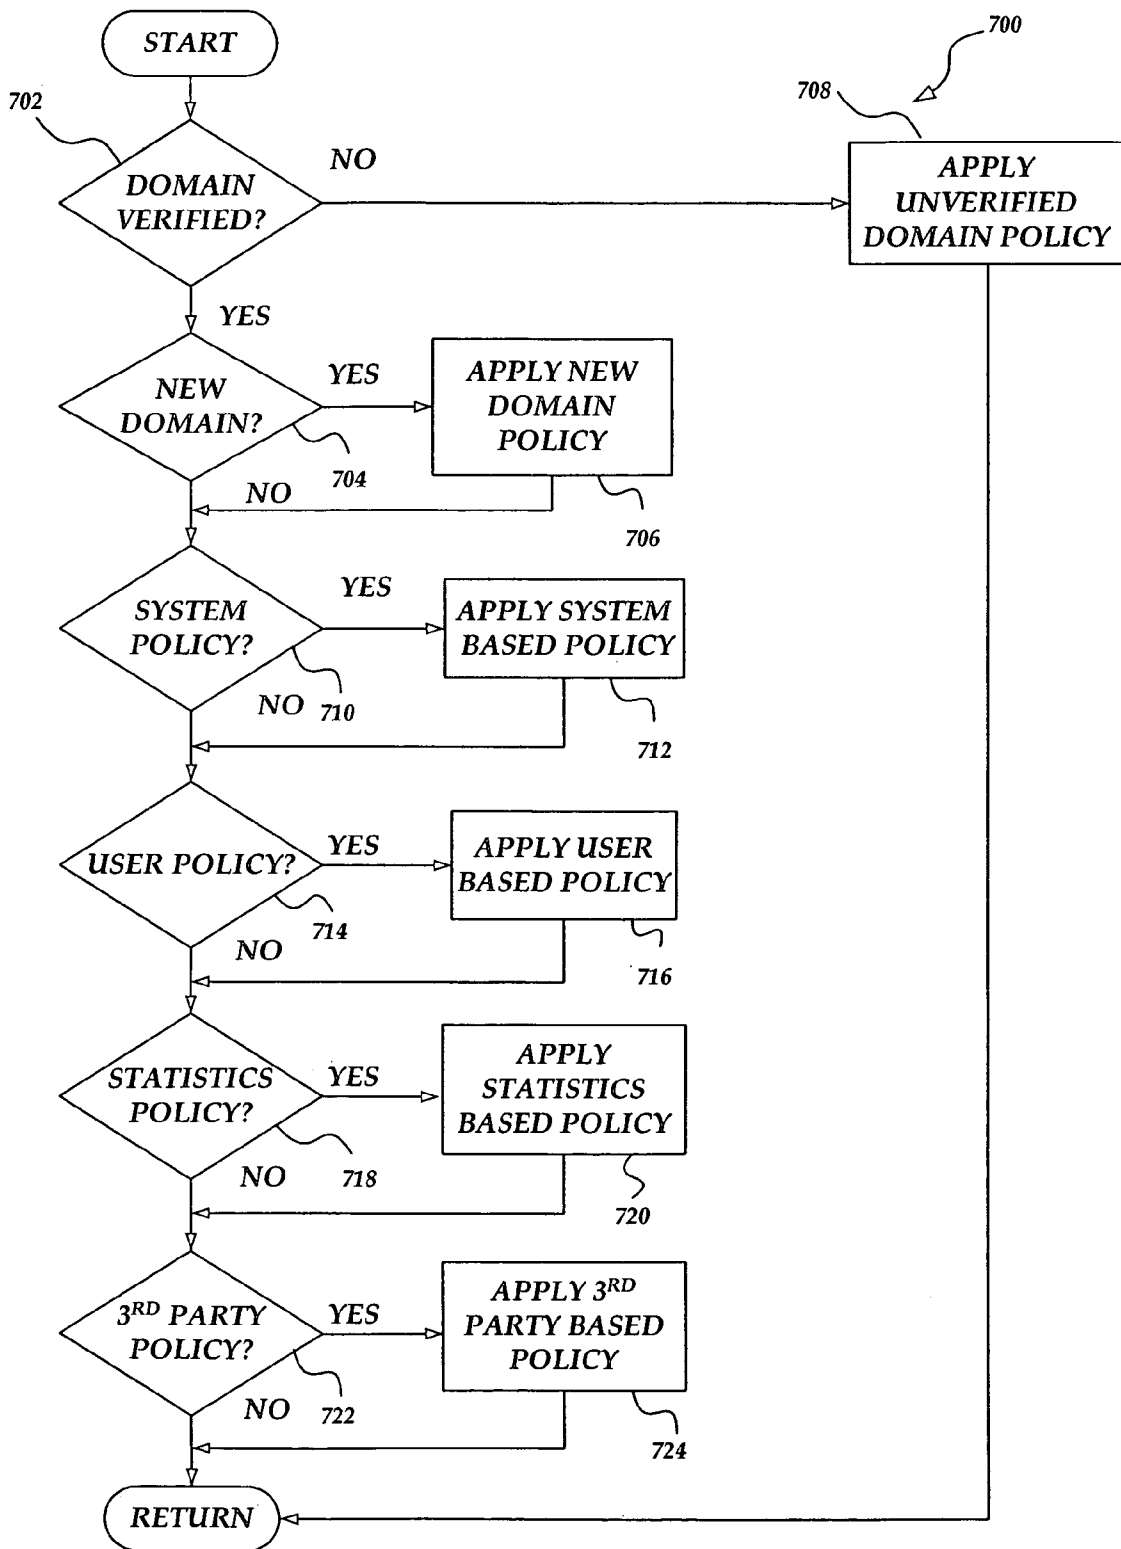 START
700
702
708
DOMAIN
VERIFIED?
NO
APPLY
UNVERIFIED
DOMAIN POLICY
YES
NEW
DOMAIN?
YES
APPLY NEW
DOMAIN
POLICY
704
NO
706
SYSTEM
POLICY?
YES
APPLY SYSTEM
BASED POLICY
NO
710
712
USER POLICY?
YES
APPLY USER
BASED POLICY
714
NO
716
STATISTICS
POLICY?
YES
APPLY
STATISTICS
BASED POLICY
718
NO
720
3RD PARTY
POLICY?
YES
APPLY 3RD
PARTY BASED
POLICY
722
NO
724
RETURN